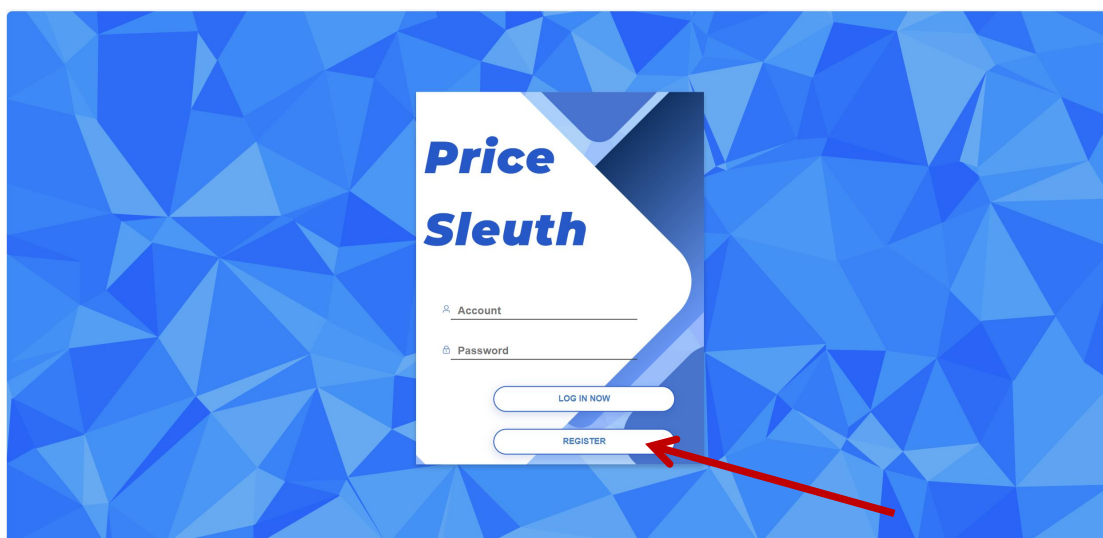 Price
Sleuth
Account
Password
LOG IN NOW
REGISTER